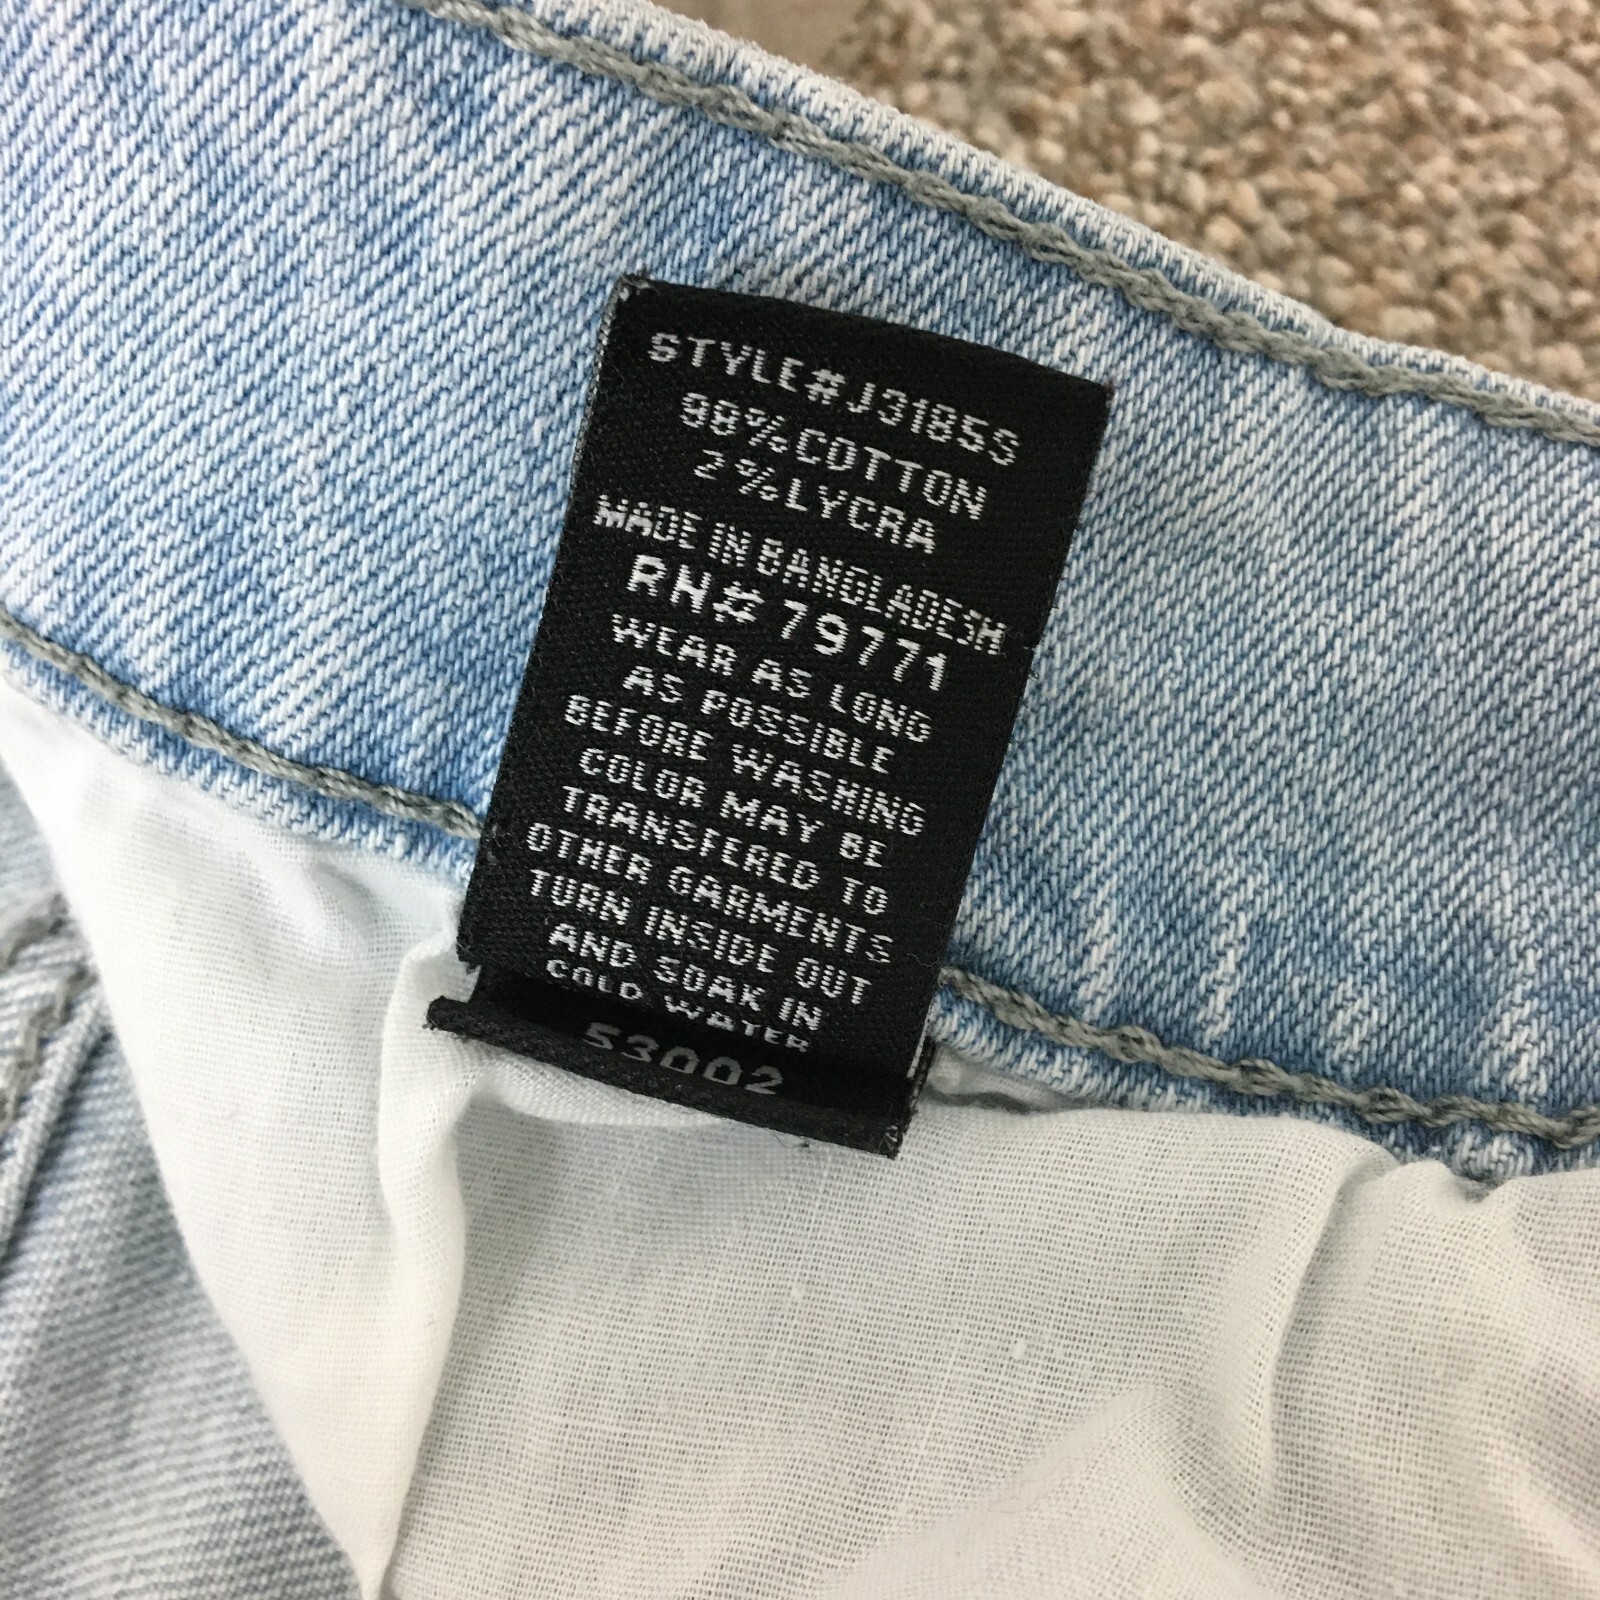 STYLE#J3185S
98%COTTON
2%LYCRA
MADE IN BANGLADESH
RN# 79771
WEAR AS LONG
AS POSSIBLE
BEFORE WASHING
COLOR MAY BE
TRANSFERED TO
OTHER GARMENTS
TURN INSIDE OUT
AND SOAK IN
COLD WATER
53002